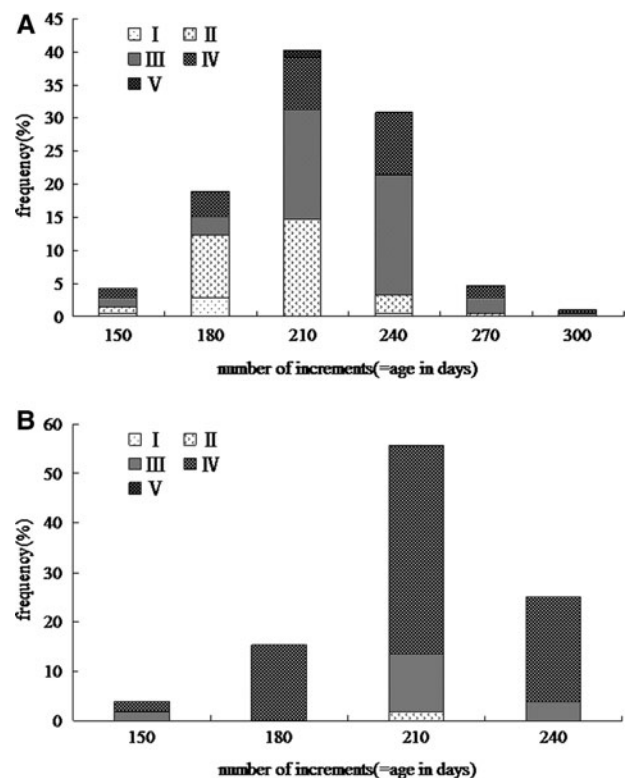 A
45
40
35
30
25
20
15
10
5
0
frequency(%)
I II
III IV
V
150 180 210 240 270 300
number of increments(=age in days)
B
60
50
40
30
20
10
0
frequency(%)
I II
III IV
V
150 180 210 240
number of increments(=age in days)